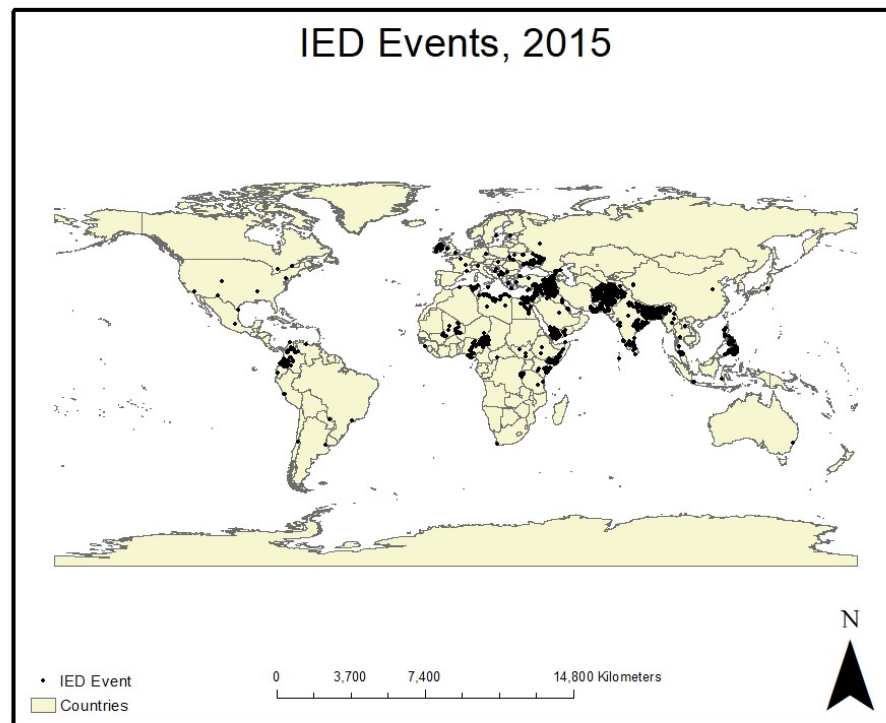 IED Events, 2015
N
IED Event
Countries
0 3,700 7,400 14,800 Kilometers